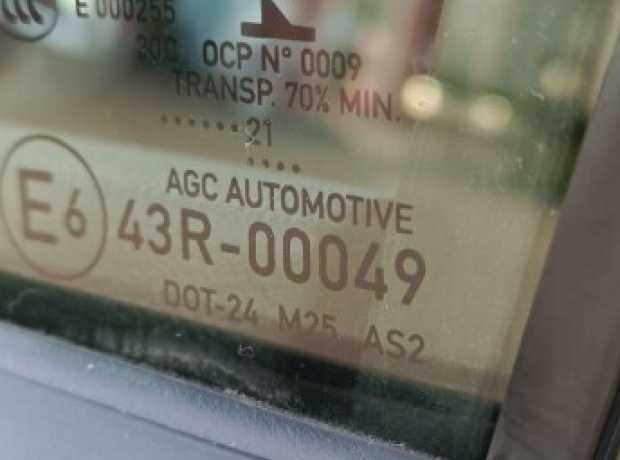 E 000255
30C OCP N° 0009
TRANSP. 70% MIN.
......21
....
AGC AUTOMOTIVE
E6 43R-00049
DOT-24 M25 AS2